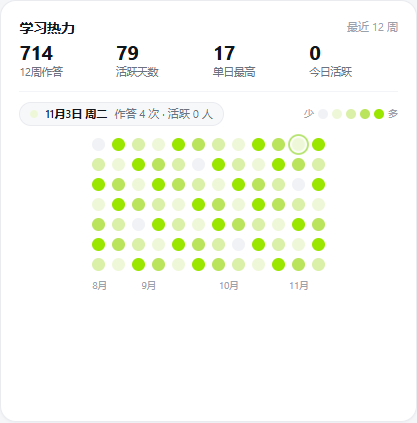 学习热力 最近 12 周
714 79 17 0
12周作答 活跃天数 单日最高 今日活跃
11月3日 周二 作答 4 次 · 活跃 0 人 少 多
8月 9月 10月 11月